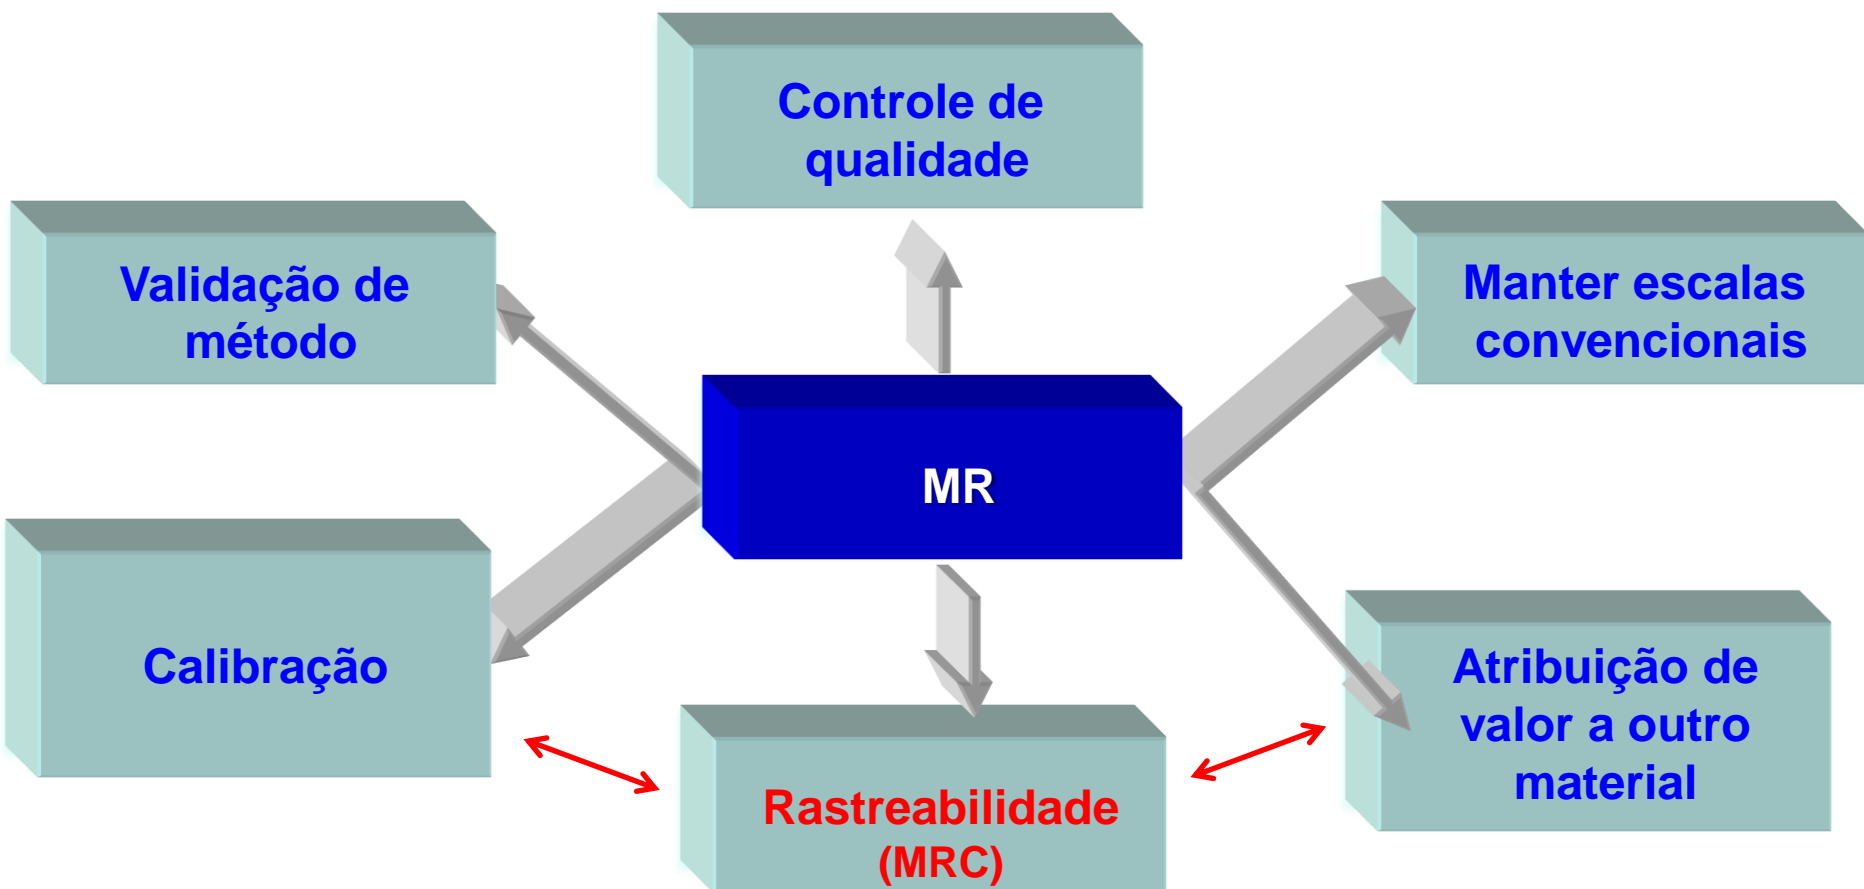 Controle de
qualidade
Validação de
método
Manter escalas
convencionais
MR
Calibração
Atribuição de
valor a outro
material
Rastreabilidade
(MRC)